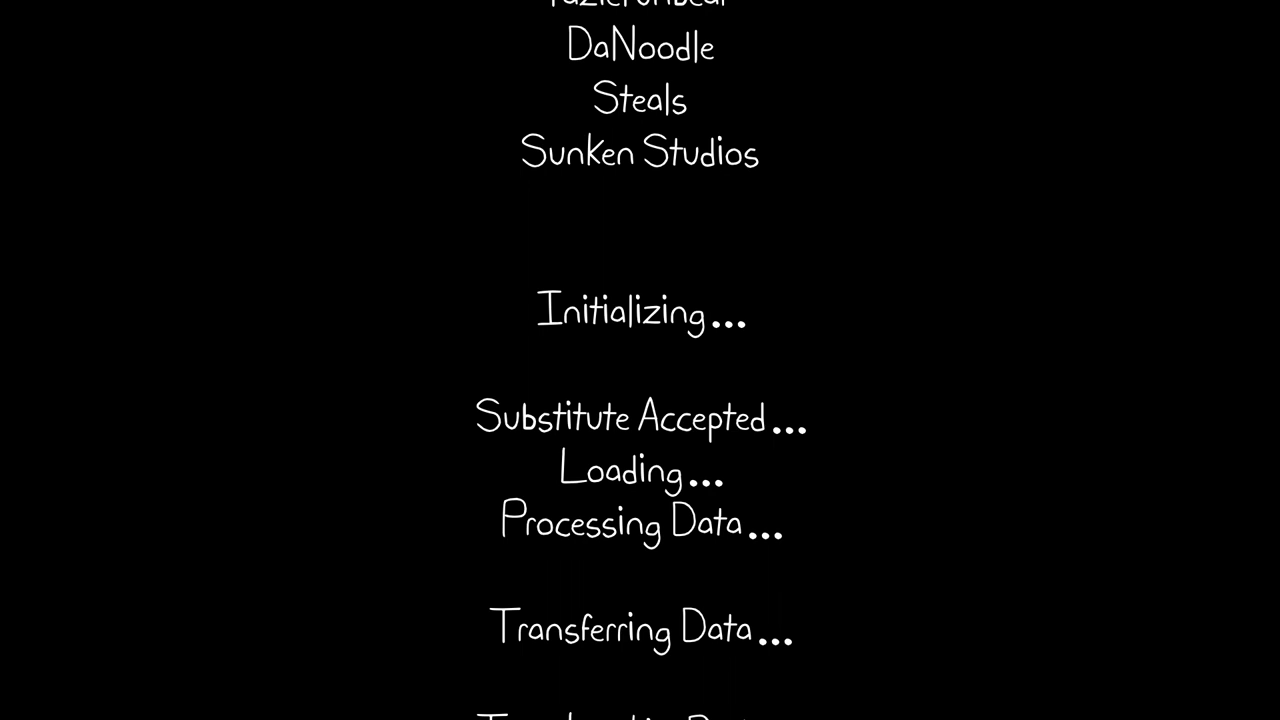 DaNoodle
Steals
Sunken Studios
Initializing...
Substitute Accepted...
Loading...
Processing Data...
Transferring Data...